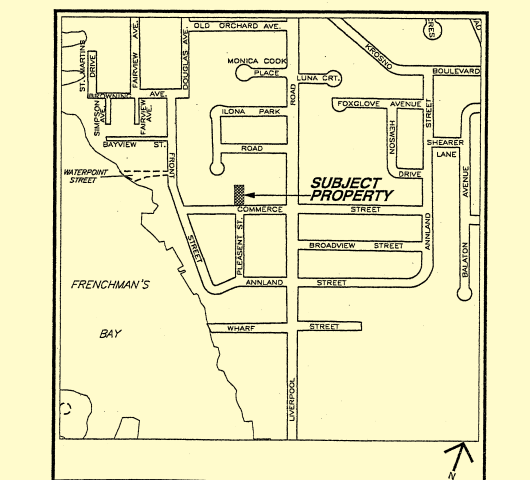 OLD ORCHARD AVE.
ST. MARTINS
DRIVE
FAIRVIEW AVE.
DOUGLAS AVE.
KROSNO
BOULEVARD
MONICA COOK
PLACE
LUNA CRT.
ROAD
BROWNING AVE.
SIMPSON AVE.
FAIRVIEW AVE.
ILONA PARK
ROAD
FOXGLOVE AVENUE
STREET
HEWSON
DRIVE
SHEARER
LANE
BAYVIEW ST.
FRONT
STREET
WATERPOINT
STREET
SUBJECT
PROPERTY
AVENUE
BALATON
COMMERCE STREET
PLEASENT ST.
BROADVIEW STREET
ANNLAND
ANNLAND STREET
FRENCHMAN'S
BAY
WHARF STREET
LIVERPOOL
N